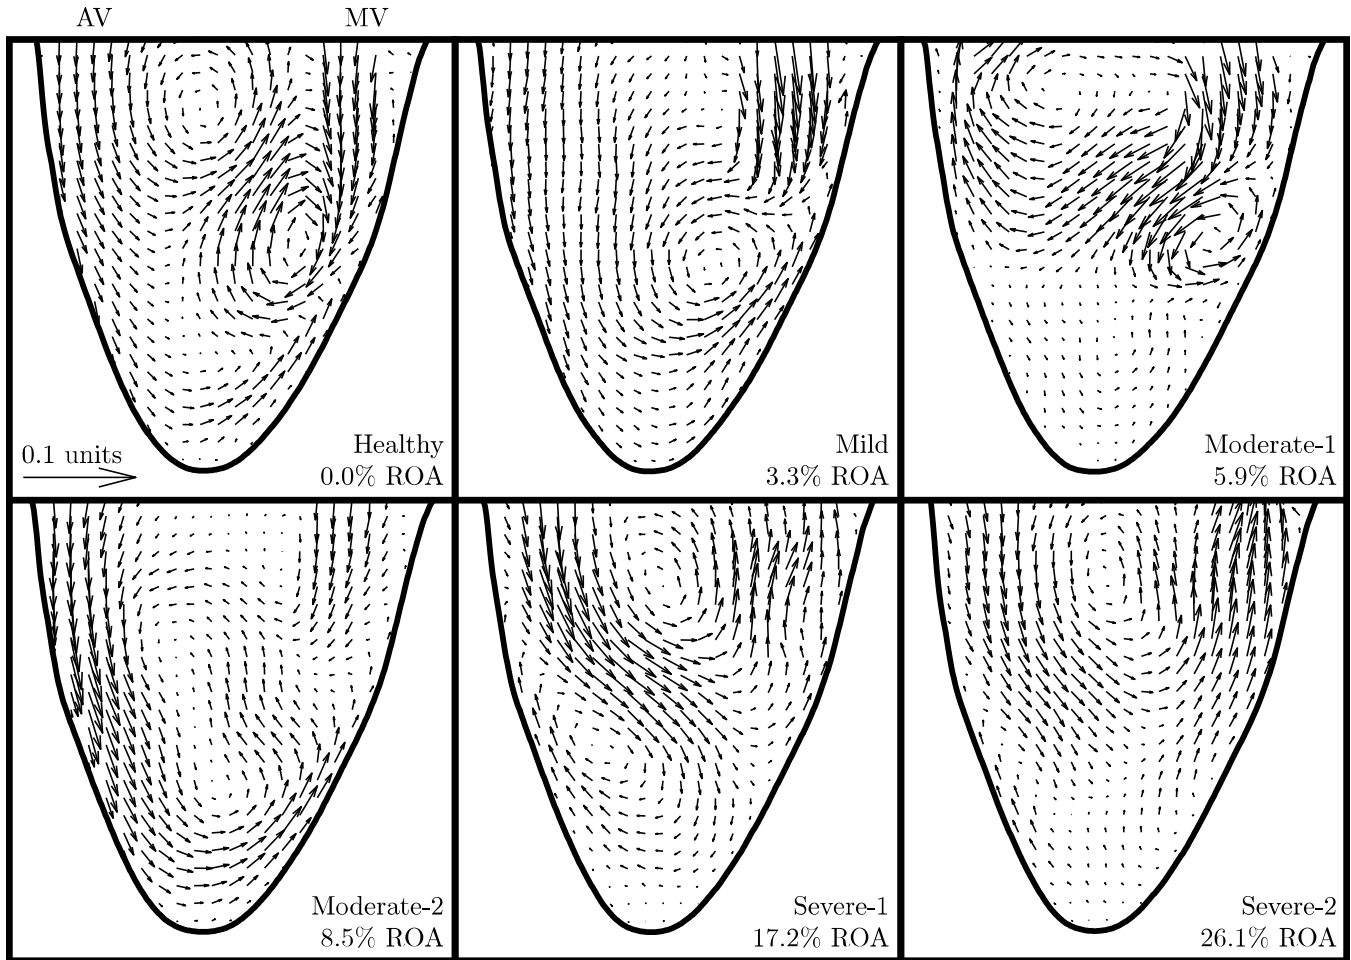 AV MV
0.1 units
Healthy
0.0% ROA
Mild
3.3% ROA
Moderate-1
5.9% ROA
Moderate-2
8.5% ROA
Severe-1
17.2% ROA
Severe-2
26.1% ROA